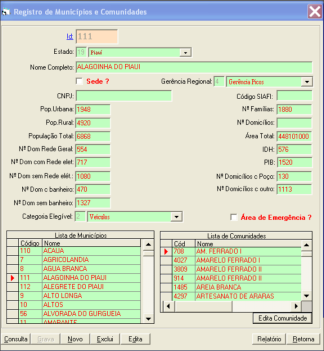 Registro de Municípios e Comunidades
Id: 111
Estado: 19 Piauí
Nome Completo: ALAGOINHA DO PIAUI
Sede ? Gerência Regional: 4 Gerência Picos
CNPJ: Código SIAFI:
Pop.Urbana: 1948 Nº Famílias: 1880
Pop.Rural: 4920 Nº Domicílios:
População Total: 6868 Área Total: 448101000
Nº Dom Rede Geral: 554 IDH: 576
Nº Dom com Rede elét.: 717 PIB: 1520
Nº Dom sem Rede elét.: 1880 Nº Domicílios c Poço: 130
Nº Dom c banheiro: 470 Nº Domicílios c outro: 1113
Nº Dom sem banheiro: 1327
Categoria Elegível: 2 Veículos Área de Emergência ?
Lista de Municípios
Código Nome
110 ACAUA
7 AGRICOLANDIA
8 AGUA BRANCA
111 ALAGOINHA DO PIAUI
112 ALEGRETE DO PIAUI
9 ALTO LONGA
10 ALTOS
56 ALVORADA DO GURGUEIA
11 AMARANTE
Lista de Comunidades
Cód Nome
708 AM. FERRADO I
4027 AMARELO FERRADO I
3809 AMARELO FERRADO II
914 AMARELO FERRADO II
1485 AREIA BRANCA
4297 ARTESANATO DE ARARAS
Edita Comunidade
Consulta Grava Novo Exclui Edita Relatório Retorna